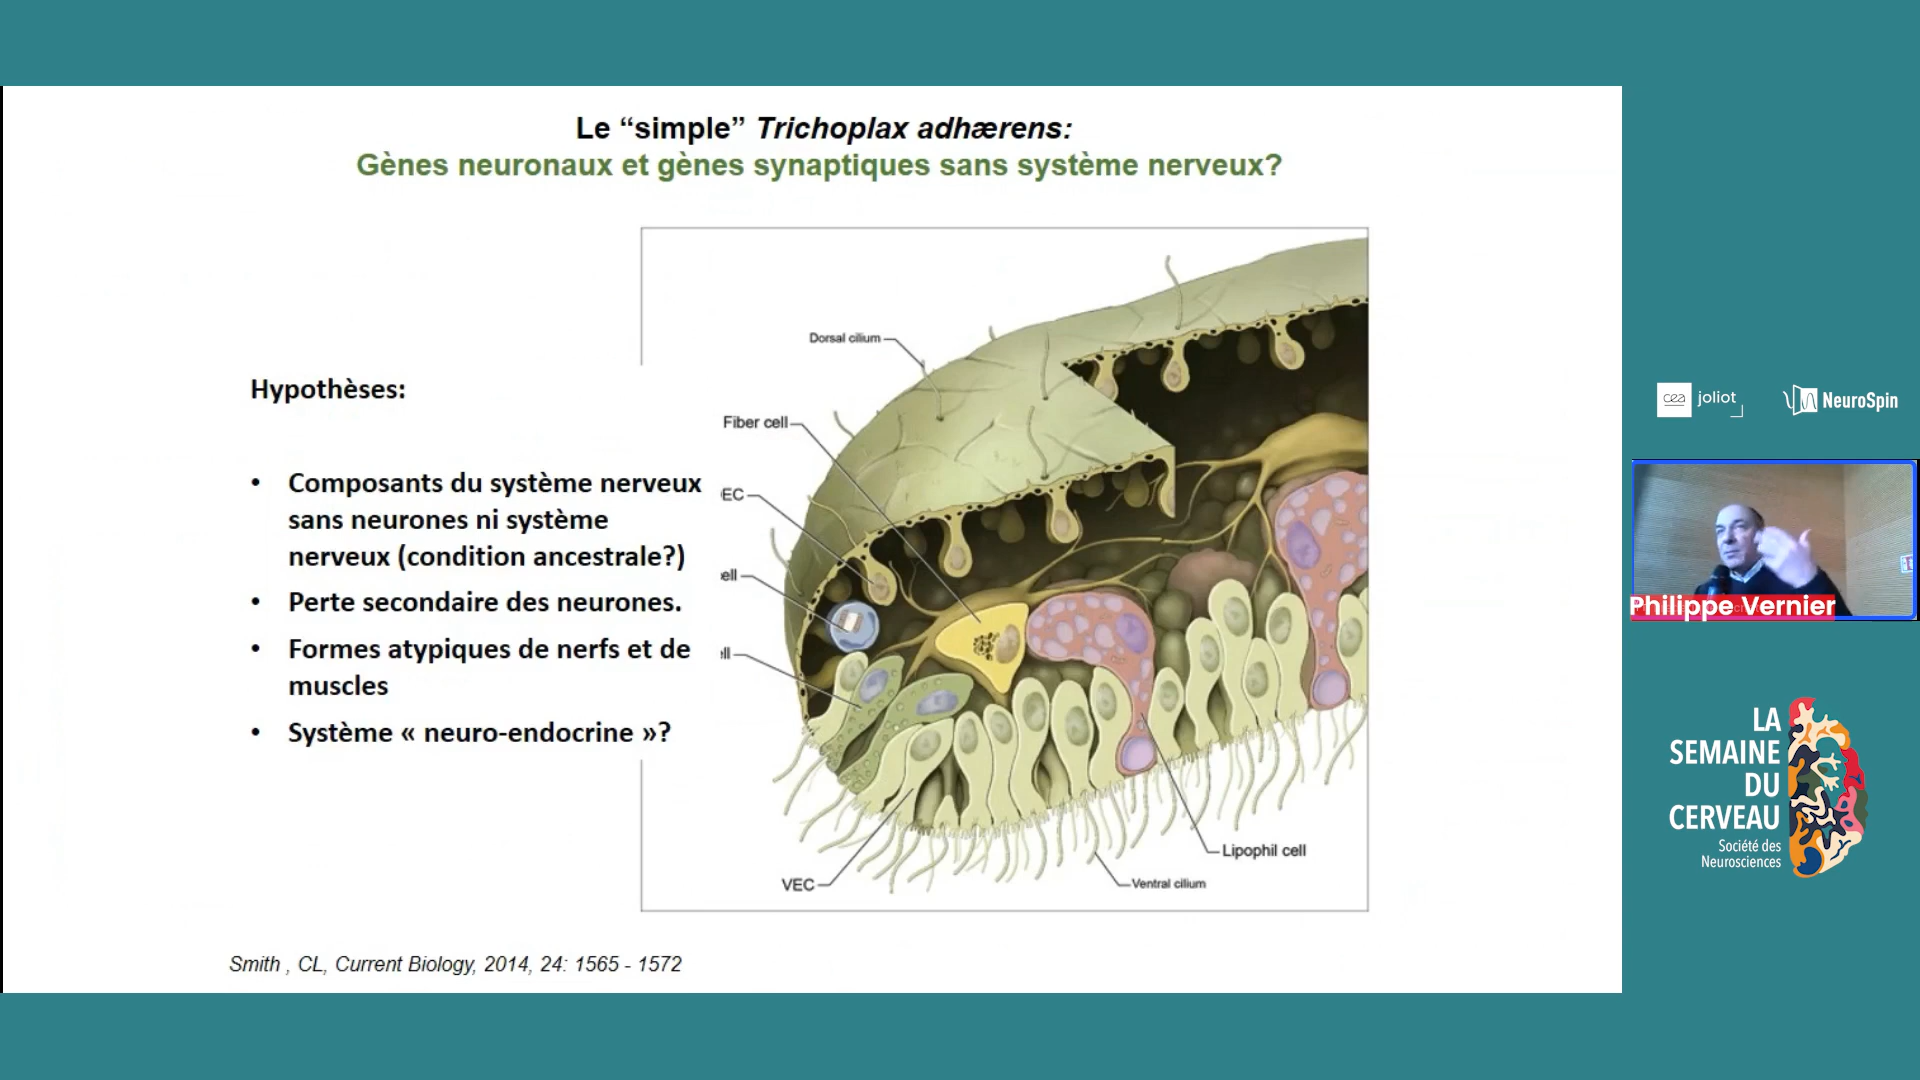 Le “simple” Trichoplax adhærens:
Gènes neuronaux et gènes synaptiques sans système nerveux?
Hypothèses:
• Composants du système nerveux
sans neurones ni système
nerveux (condition ancestrale?)
• Perte secondaire des neurones.
• Formes atypiques de nerfs et de
muscles
• Système « neuro-endocrine »?
Dorsal cilium
Fiber cell
EC
ell
ll
VEC
Lipophil cell
Ventral cilium
Smith , CL, Current Biology, 2014, 24: 1565 - 1572
cea joliot
NeuroSpin
Philippe Vernier
LA
SEMAINE
DU
CERVEAU
Société des
Neurosciences